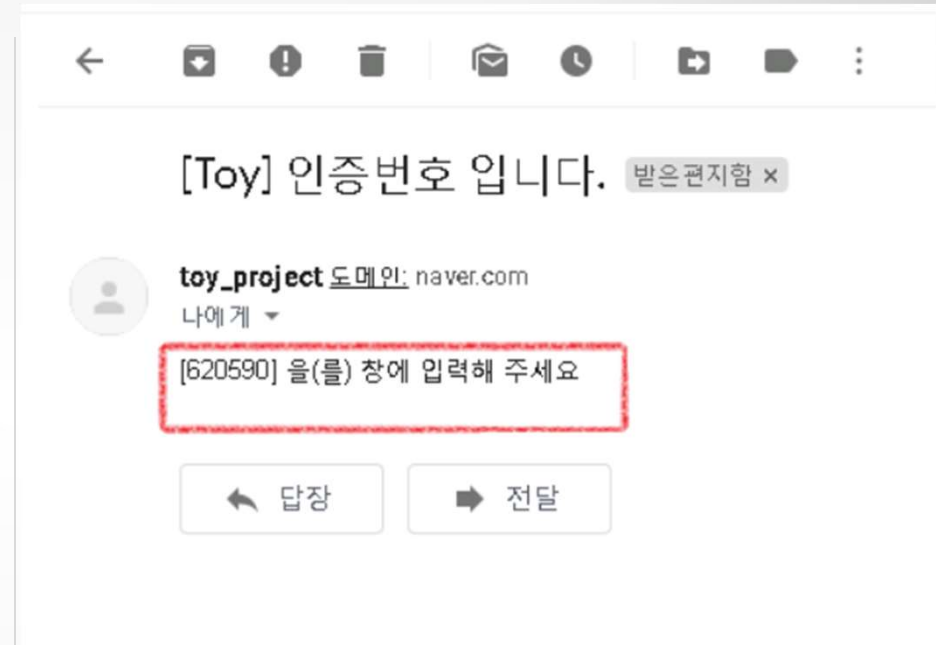 [Toy] 인증번호 입니다. 받은편지함 ×
toy_project 도메인: naver.com
나에게
[620590] 을(를) 창에 입력해 주세요
답장 전달